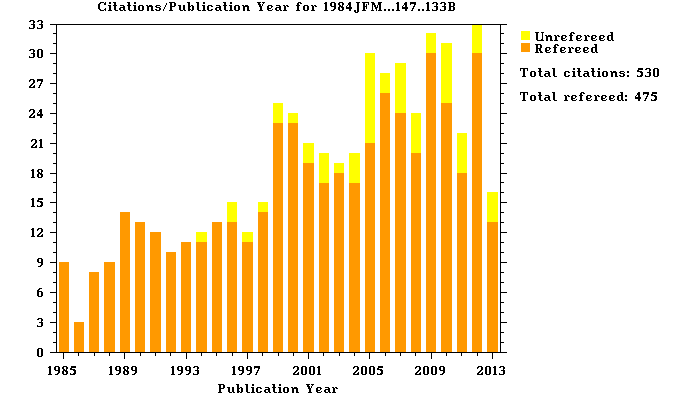 Citations/Publication Year for 1984JFM...147..133B
33
30
27
24
21
18
15
12
9
6
3
0
1985 1989 1993 1997 2001 2005 2009 2013
Publication Year
Unrefereed
Refereed
Total citations: 530
Total refereed: 475